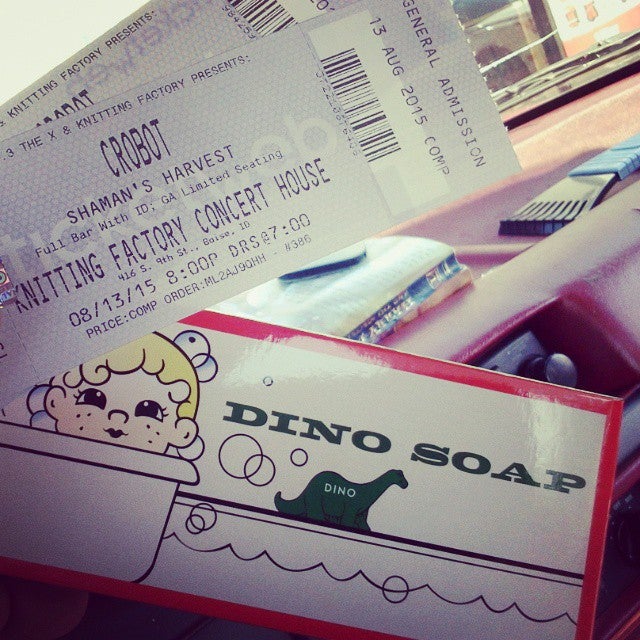 KNITTING FACTORY PRESENTS:
.3 THE X & KNITTING FACTORY PRESENTS:
CROBOT
SHAMAN'S HARVEST
Full Bar With ID, GA Limited Seating
KNITTING FACTORY CONCERT HOUSE
416 S. 9th St., Boise, ID
08/13/15 8:00P DRS@7:00
PRICE:COMP ORDER:ML2AJ9QHH - #386
13 AUG 2015 COMP
GENERAL ADMISSION
DINO SOAP
DINO